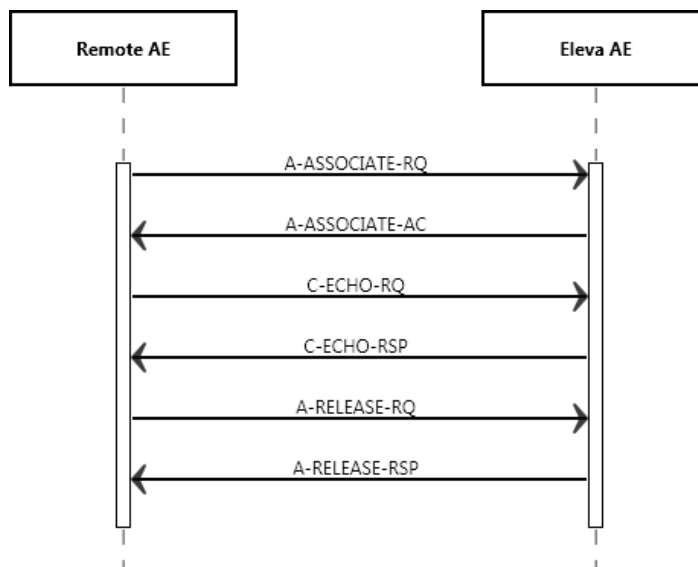 Remote AE
Eleva AE
A-ASSOCIATE-RQ
A-ASSOCIATE-AC
C-ECHO-RQ
C-ECHO-RSP
A-RELEASE-RQ
A-RELEASE-RSP